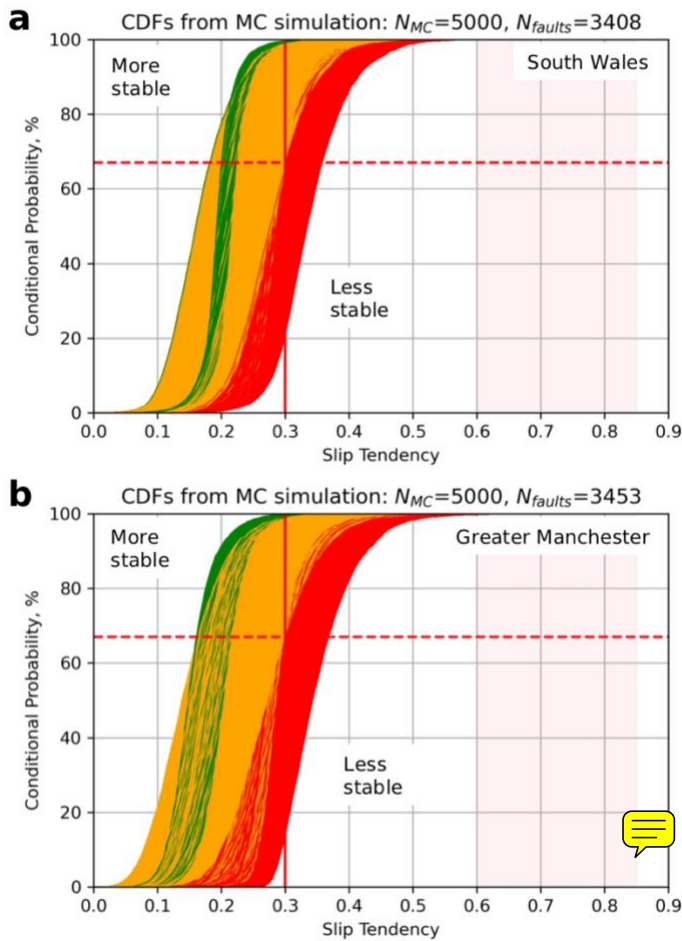 a
CDFs from MC simulation: N_MC=5000, N_faults=3408
100
80
60
40
20
0
Conditional Probability, %
More
stable
South Wales
Less
stable
0.0 0.1 0.2 0.3 0.4 0.5 0.6 0.7 0.8 0.9
Slip Tendency
b
CDFs from MC simulation: N_MC=5000, N_faults=3453
100
80
60
40
20
0
Conditional Probability, %
More
stable
Greater Manchester
Less
stable
0.0 0.1 0.2 0.3 0.4 0.5 0.6 0.7 0.8 0.9
Slip Tendency